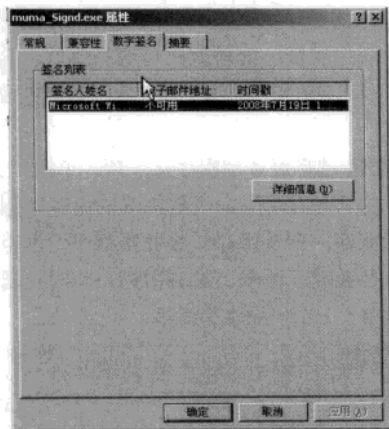 muma_Signd.exe 属性
常规 兼容性 数字签名 摘要
签名列表
签名人姓名: 电子邮件地址: 时间戳
Microsoft Wi... 不可用 2008年7月19日 1...
详细信息(D)
确定 取消 应用(A)